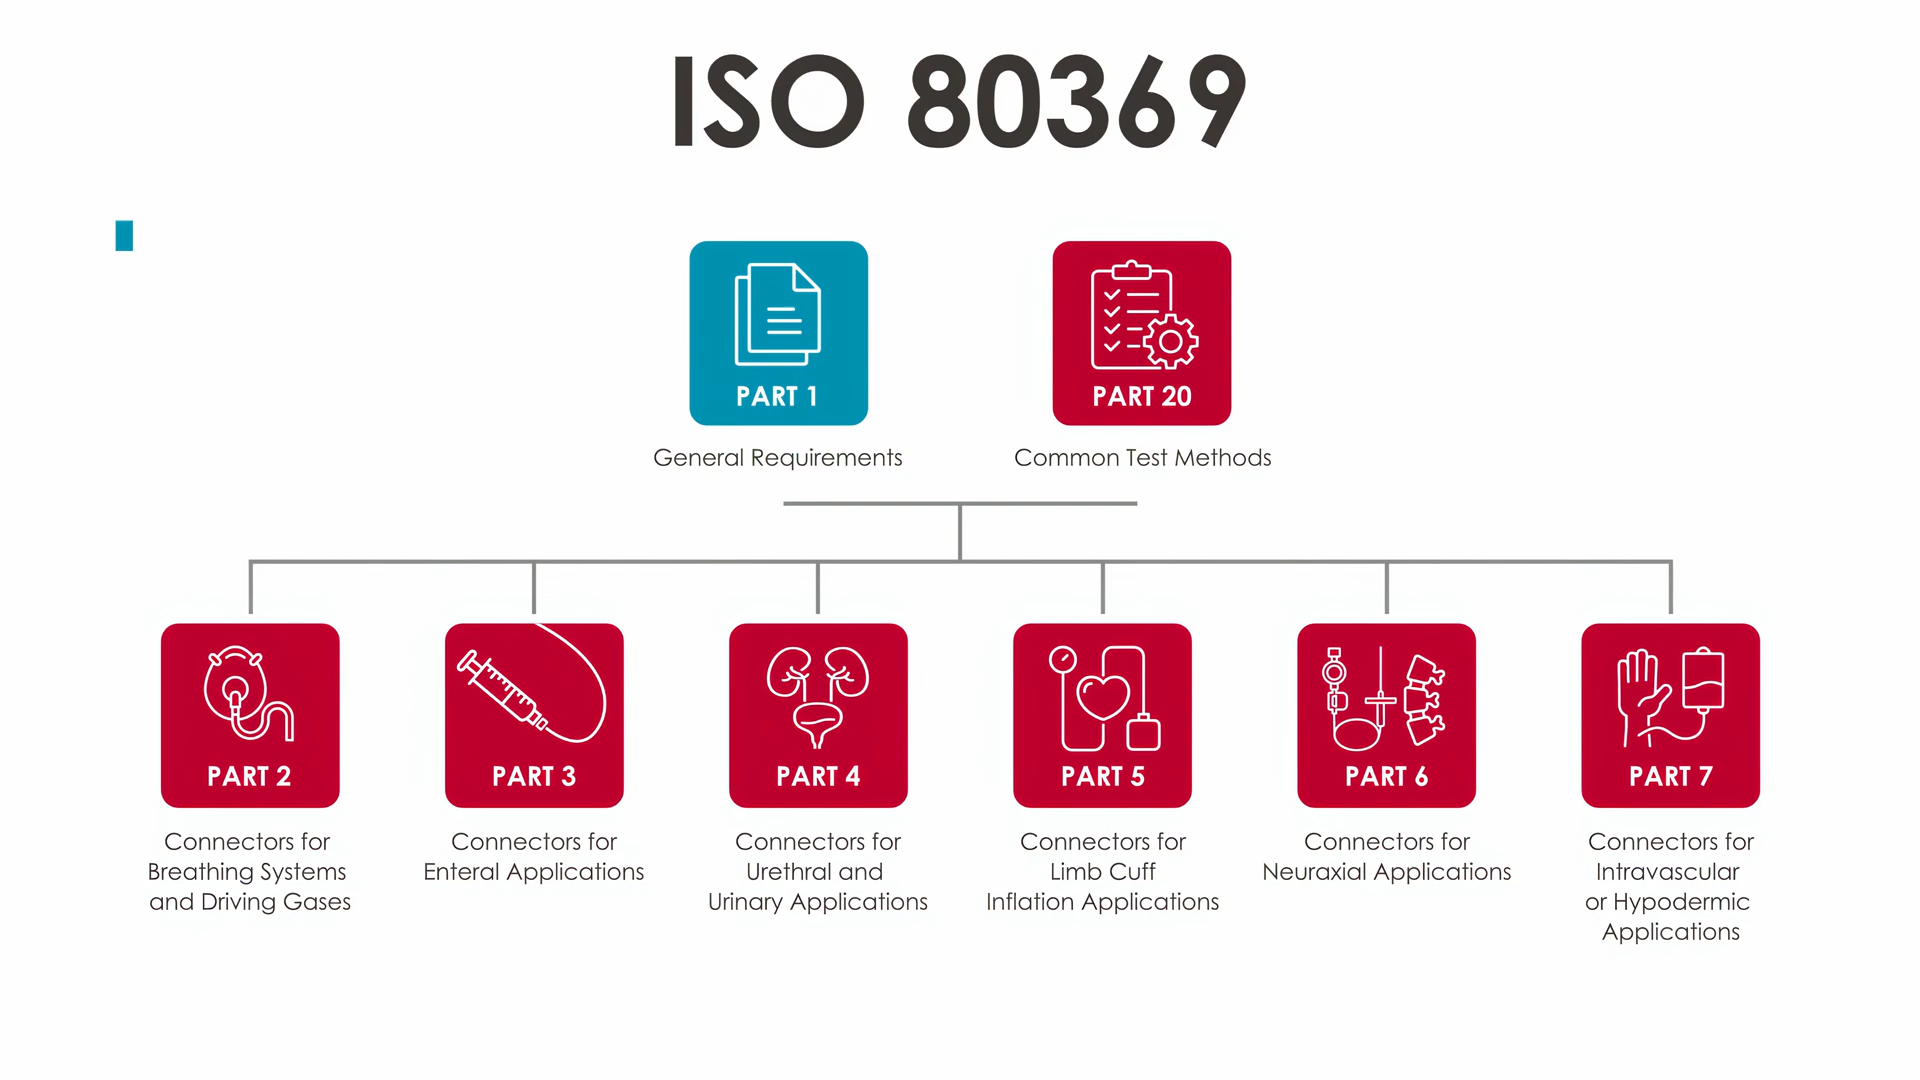 ISO 80369
PART 1
General Requirements
PART 20
Common Test Methods
PART 2
Connectors for
Breathing Systems
and Driving Gases
PART 3
Connectors for
Enteral Applications
PART 4
Connectors for
Urethral and
Urinary Applications
PART 5
Connectors for
Limb Cuff
Inflation Applications
PART 6
Connectors for
Neuraxial Applications
PART 7
Connectors for
Intravascular
or Hypodermic
Applications